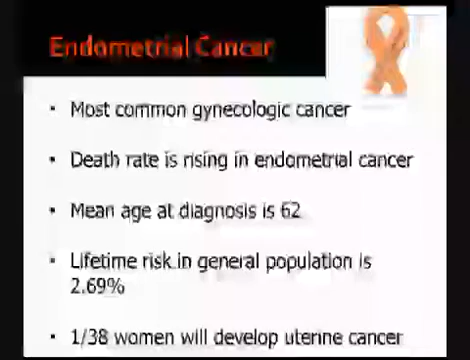 Endometrial Cancer
• Most common gynecologic cancer
• Death rate is rising in endometrial cancer
• Mean age at diagnosis is 62
• Lifetime risk in general population is
2.69%
• 1/38 women will develop uterine cancer